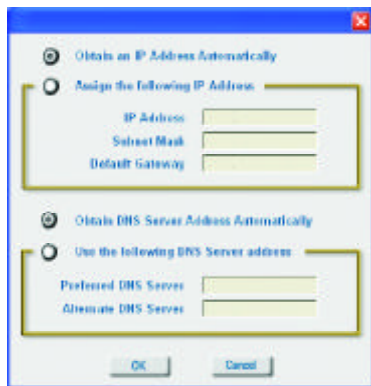 Obtain an IP Address Automatically
Assign the following IP Address
IP Address
Subnet Mask
Default Gateway
Obtain DNS Server Address Automatically
Use the following DNS Server address
Preferred DNS Server
Alternate DNS Server
OK
Cancel